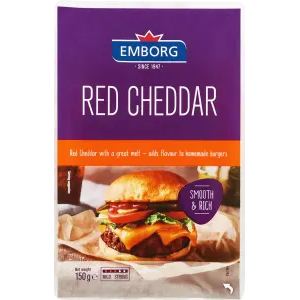 EMBORG
· SINCE 1947 ·
RED CHEDDAR
Red Cheddar with a great melt – adds flavour to homemade burgers
SMOOTH
& RICH
Net weight
150g e
MILD STRONG